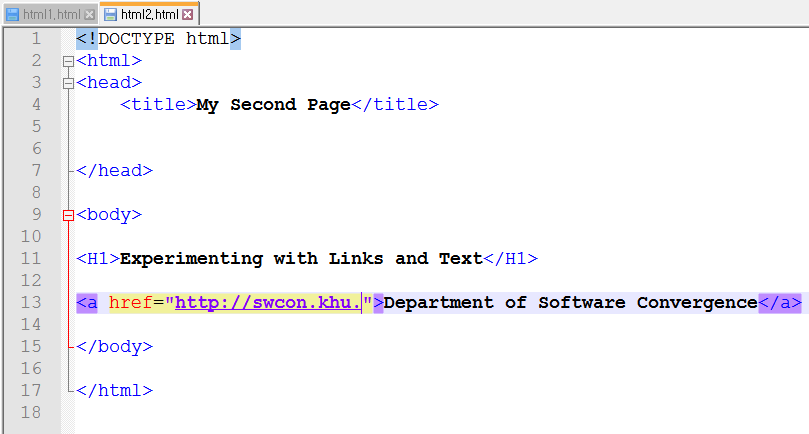 html1.html html2.html
1 <!DOCTYPE html>
2 <html>
3 <head>
4 <title>My Second Page</title>
5
6
7 </head>
8
9 <body>
10
11 <H1>Experimenting with Links and Text</H1>
12
13 <a href="http://swcon.khu.">Department of Software Convergence</a>
14
15 </body>
16
17 </html>
18